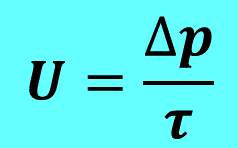 U = Δp / τ